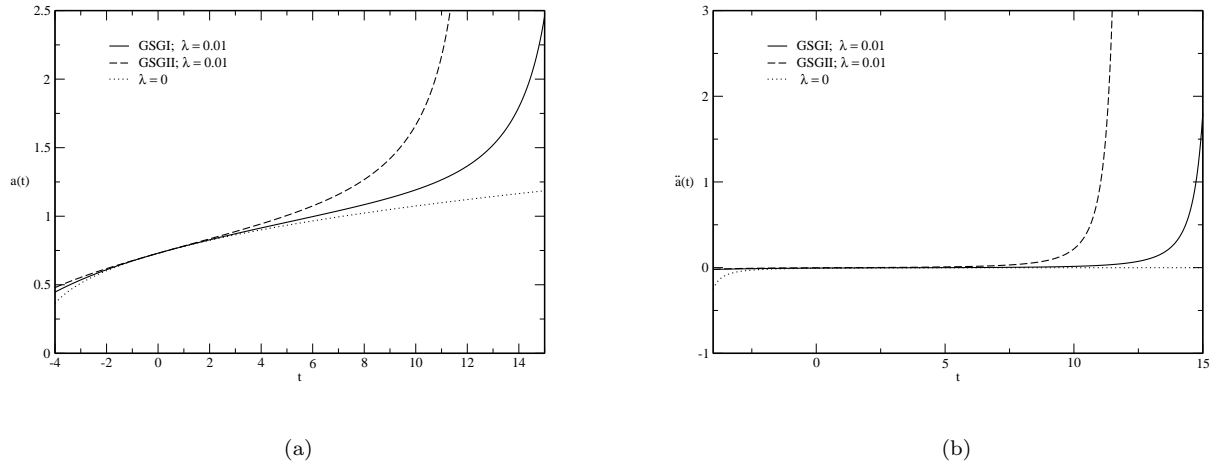 2.5
2
1.5
a(t)
1
0.5
0
-4
-2
0
2
4
6
8
10
12
14
t
GSGI; λ = 0.01
GSGII; λ = 0.01
λ = 0
(a)
3
2
ä(t)
1
0
-1
0
5
10
15
t
GSGI; λ = 0.01
GSGII; λ = 0.01
λ = 0
(b)